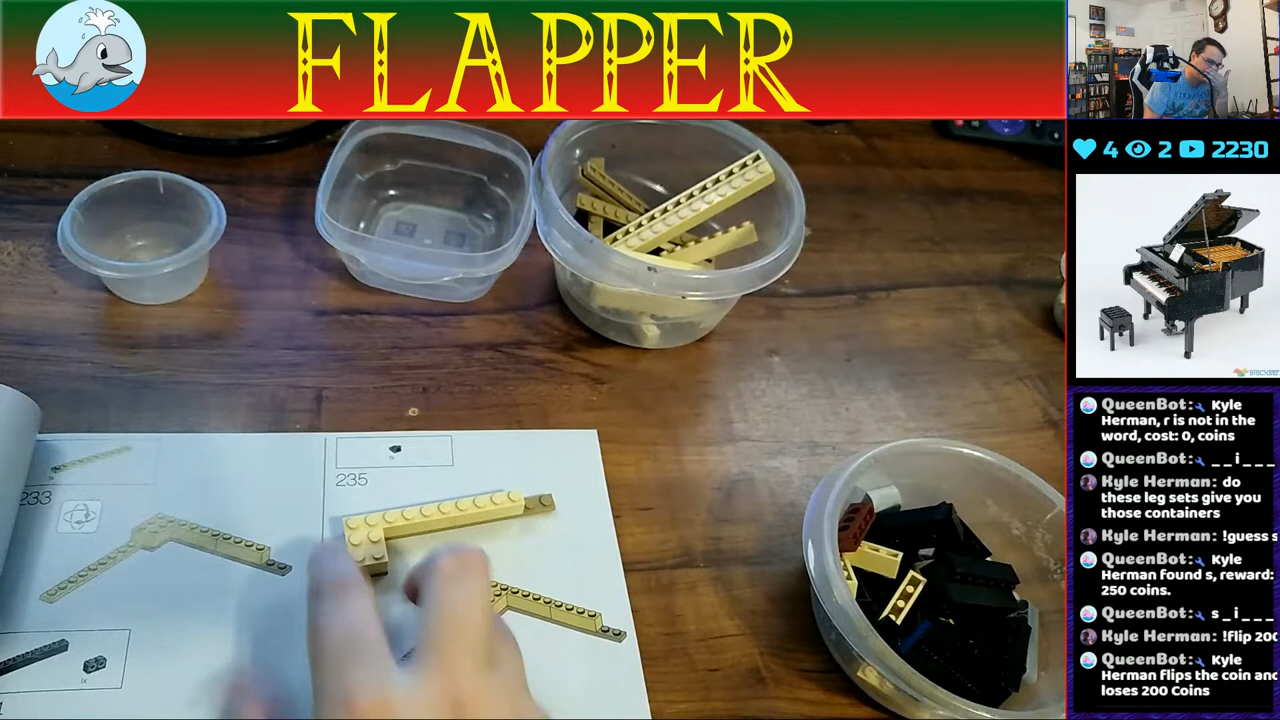 FLAPPER
4 2 2230
QueenBot: Kyle
Herman, r is not in the
word, cost: 0, coins
QueenBot: _ _ i _ _ _
Kyle Herman: do
these leg sets give you
those containers
Kyle Herman: !guess s
QueenBot: Kyle
Herman found s, reward:
250 coins.
QueenBot: s _ i _ _ _
Kyle Herman: !flip 200
QueenBot: Kyle
Herman flips the coin and
loses 200 Coins
233
235
1x